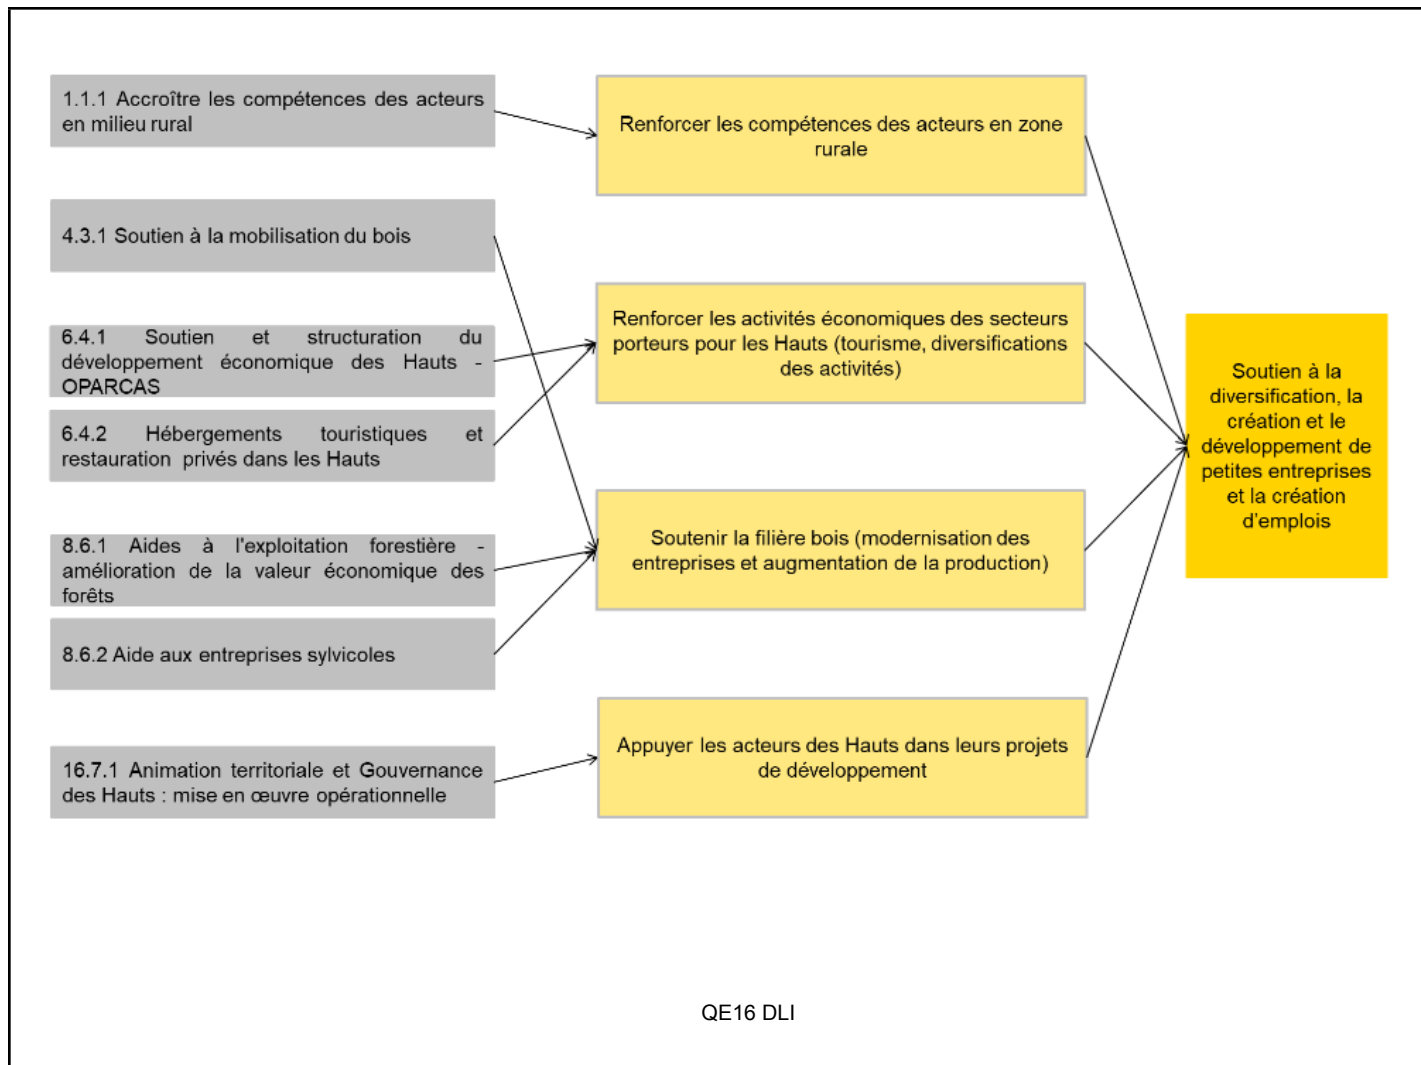 1.1.1 Accroître les compétences des acteurs
en milieu rural
4.3.1 Soutien à la mobilisation du bois
6.4.1 Soutien et structuration du
développement économique des Hauts -
OPARCAS
6.4.2 Hébergements touristiques et
restauration privés dans les Hauts
8.6.1 Aides à l'exploitation forestière -
amélioration de la valeur économique des
forêts
8.6.2 Aide aux entreprises sylvicoles
16.7.1 Animation territoriale et Gouvernance
des Hauts : mise en œuvre opérationnelle
Renforcer les compétences des acteurs en zone
rurale
Renforcer les activités économiques des secteurs
porteurs pour les Hauts (tourisme, diversifications
des activités)
Soutenir la filière bois (modernisation des
entreprises et augmentation de la production)
Appuyer les acteurs des Hauts dans leurs projets
de développement
Soutien à la
diversification, la
création et le
développement de
petites entreprises
et la création
d'emplois
QE16 DLI